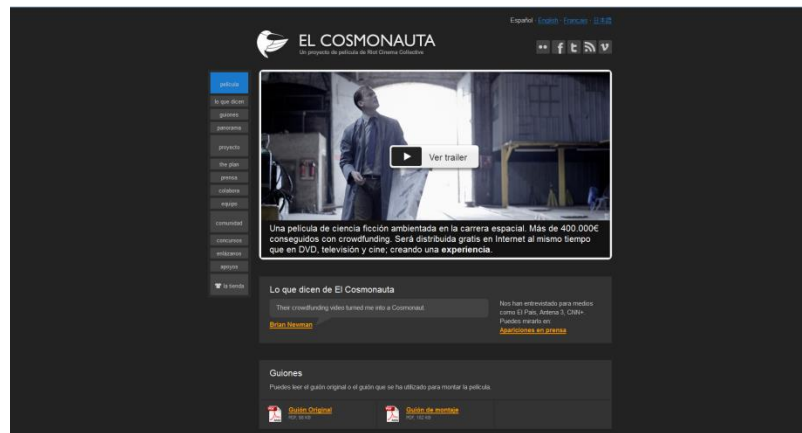 Español · English · Français · 日本語
EL COSMONAUTA
Un proyecto de película de Riot Cinema Collective
película
lo que dicen
guiones
panorama
proyecto
the plan
prensa
colabora
equipo
comunidad
concursos
enlázanos
apoyos
la tienda
Ver trailer
Una película de ciencia ficción ambientada en la carrera espacial. Más de 400.000€
conseguidos con crowdfunding. Será distribuida gratis en Internet al mismo tiempo
que en DVD, televisión y cine; creando una experiencia.
Lo que dicen de El Cosmonauta
Their crowdfunding video turned me into a Cosmonaut.
Brian Newman
Nos han entrevistado para medios
como El País, Antena 3, CNN+.
Puedes mirarlo en:
Apariciones en prensa
Guiones
Puedes leer el guión original o el guión que se ha utilizado para montar la película.
Guión Original
Guión de montaje